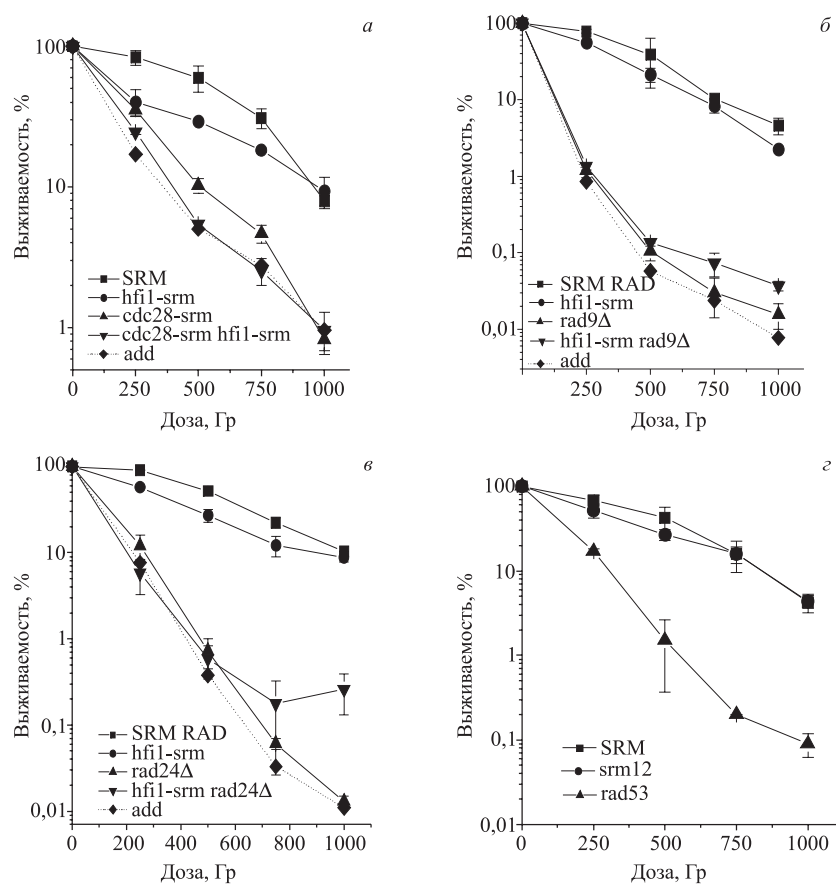 а
Выживаемость, %
100
10
1
SRM
hfi1-srm
cdc28-srm
cdc28-srm hfi1-srm
add
0 250 500 750 1000
Доза, Гр
б
Выживаемость, %
100
10
1
0,1
0,01
SRM RAD
hfi1-srm
rad9Δ
hfi1-srm rad9Δ
add
0 250 500 750 1000
Доза, Гр
в
Выживаемость, %
100
10
1
0,1
0,01
SRM RAD
hfi1-srm
rad24Δ
hfi1-srm rad24Δ
add
0 200 400 600 800 1000
Доза, Гр
г
Выживаемость, %
100
10
1
0,1
0,01
SRM
srm12
rad53
0 250 500 750 1000
Доза, Гр